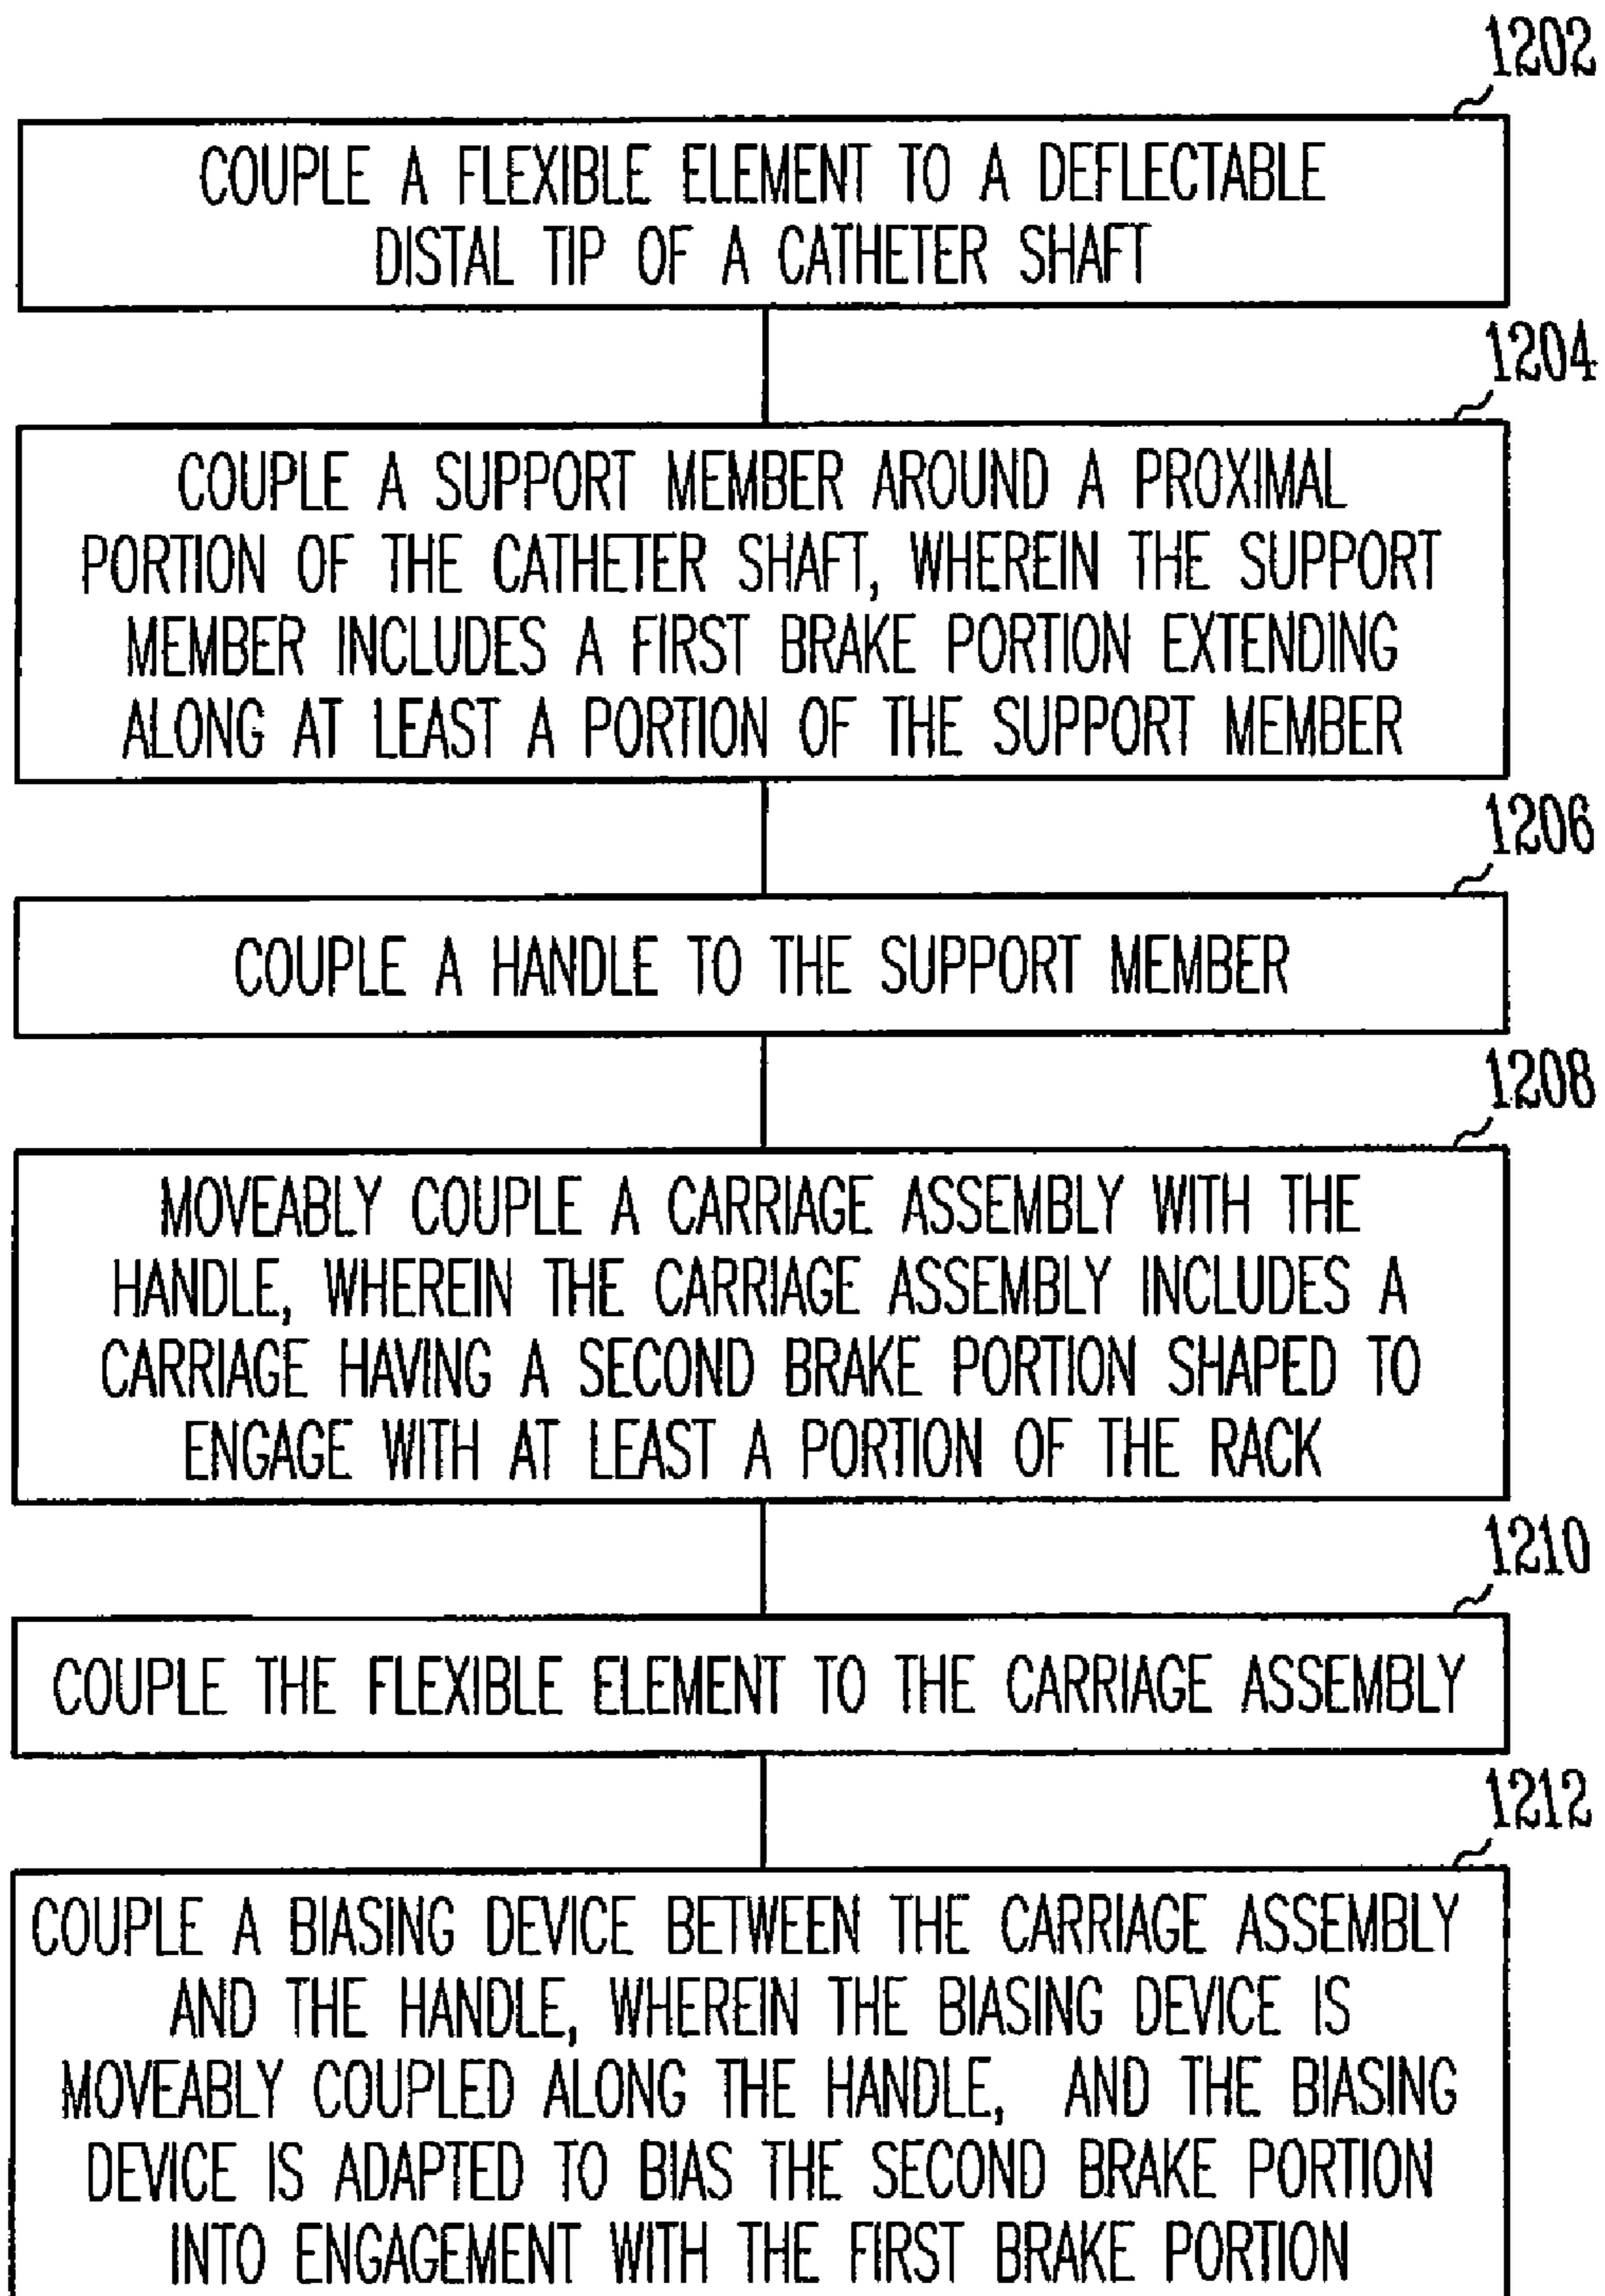 1202
COUPLE A FLEXIBLE ELEMENT TO A DEFLECTABLE
DISTAL TIP OF A CATHETER SHAFT
1204
COUPLE A SUPPORT MEMBER AROUND A PROXIMAL
PORTION OF THE CATHETER SHAFT, WHEREIN THE SUPPORT
MEMBER INCLUDES A FIRST BRAKE PORTION EXTENDING
ALONG AT LEAST A PORTION OF THE SUPPORT MEMBER
1206
COUPLE A HANDLE TO THE SUPPORT MEMBER
1208
MOVEABLY COUPLE A CARRIAGE ASSEMBLY WITH THE
HANDLE, WHEREIN THE CARRIAGE ASSEMBLY INCLUDES A
CARRIAGE HAVING A SECOND BRAKE PORTION SHAPED TO
ENGAGE WITH AT LEAST A PORTION OF THE RACK
1210
COUPLE THE FLEXIBLE ELEMENT TO THE CARRIAGE ASSEMBLY
1212
COUPLE A BIASING DEVICE BETWEEN THE CARRIAGE ASSEMBLY
AND THE HANDLE, WHEREIN THE BIASING DEVICE IS
MOVEABLY COUPLED ALONG THE HANDLE, AND THE BIASING
DEVICE IS ADAPTED TO BIAS THE SECOND BRAKE PORTION
INTO ENGAGEMENT WITH THE FIRST BRAKE PORTION